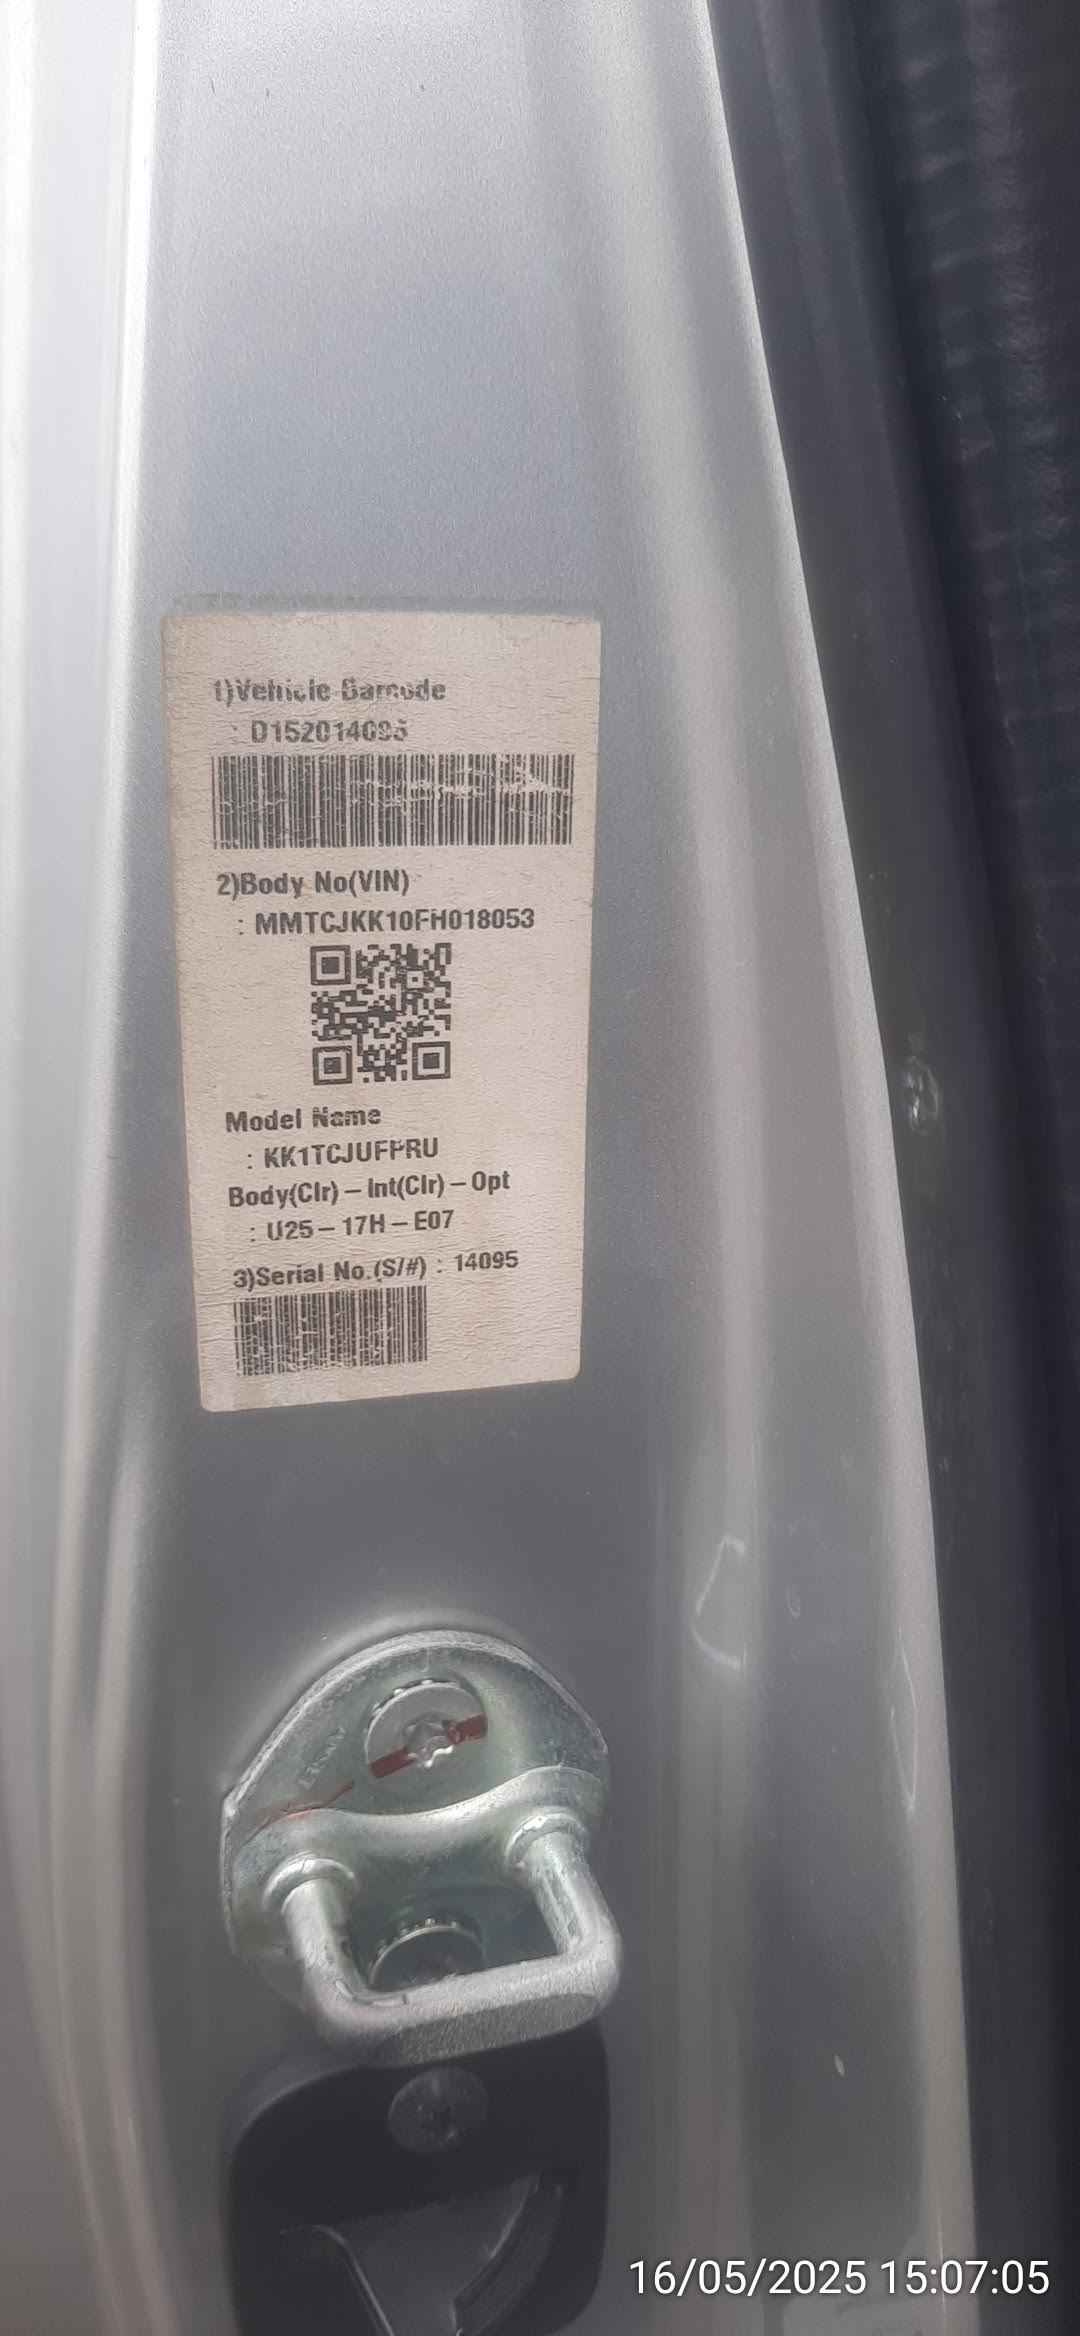 1)Vehicle Barcode
: D152014095
2)Body No(VIN)
: MMTCJKK10FH018053
Model Name
: KK1TCJUFPRU
Body(Clr) – Int(Clr) – Opt
: U25 – 17H – E07
3)Serial No.(S/#) : 14095
16/05/2025 15:07:05